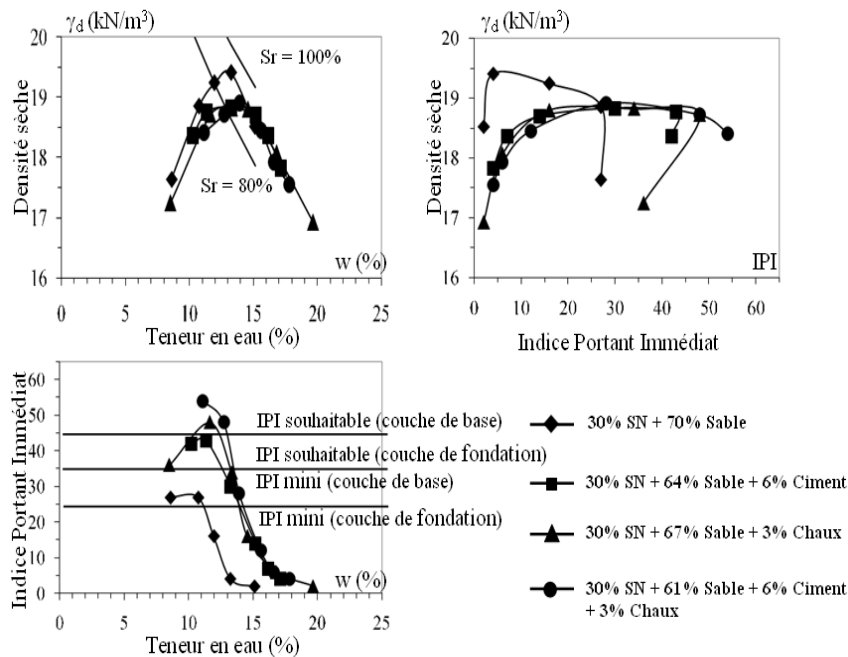 γd (kN/m³)
20
19
18
17
16
Densité sèche
Sr = 100%
Sr = 80%
w (%)
0 5 10 15 20 25
Teneur en eau (%)
γd (kN/m³)
20
19
18
17
16
Densité sèche
IPI
0 10 20 30 40 50 60
Indice Portant Immédiat
60
50
40
30
20
10
0
Indice Portant Immédiat
IPI souhaitable (couche de base)
IPI souhaitable (couche de fondation)
IPI mini (couche de base)
IPI mini (couche de fondation)
w (%)
0 5 10 15 20 25
Teneur en eau (%)
30% SN + 70% Sable
30% SN + 64% Sable + 6% Ciment
30% SN + 67% Sable + 3% Chaux
30% SN + 61% Sable + 6% Ciment
+ 3% Chaux